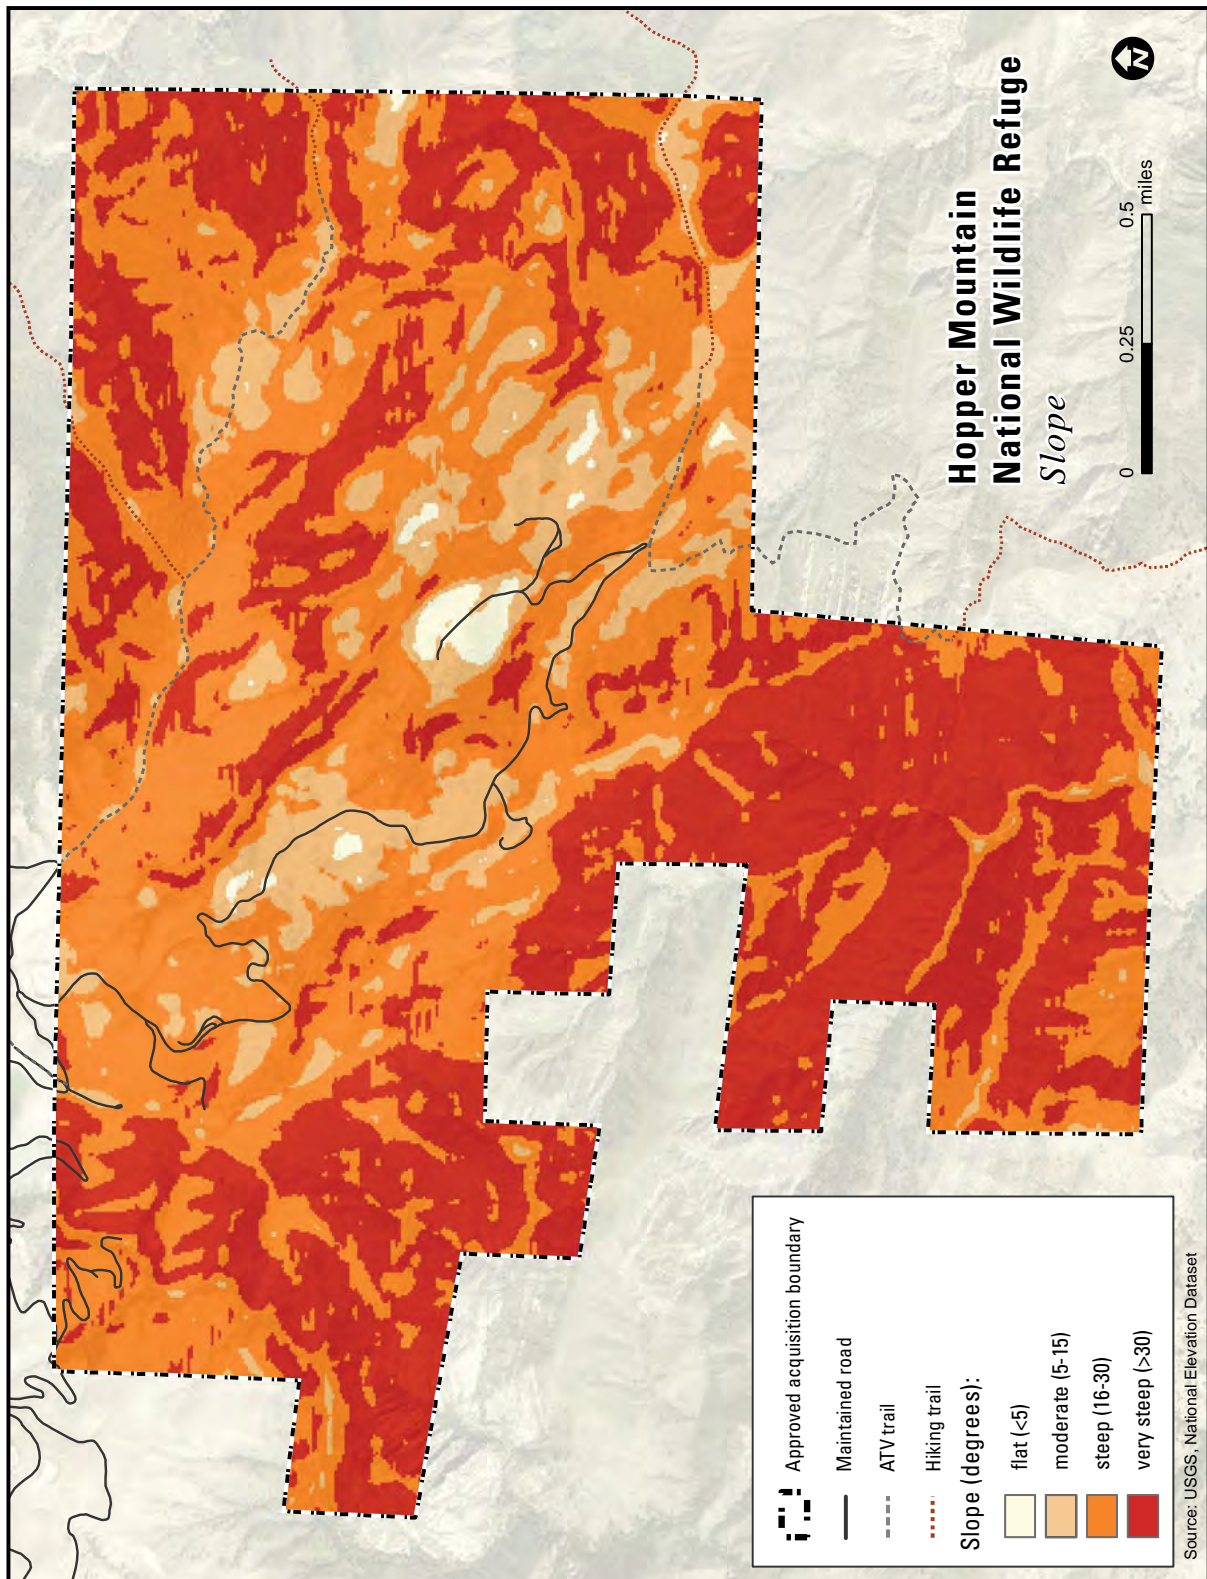 Hopper Mountain
National Wildlife Refuge
Slope
N
0 0.25 0.5
miles
Approved acquisition boundary
Maintained road
ATV trail
Hiking trail
Slope (degrees):
flat (<5)
moderate (5-15)
steep (16-30)
very steep (>30)
Source: USGS, National Elevation Dataset